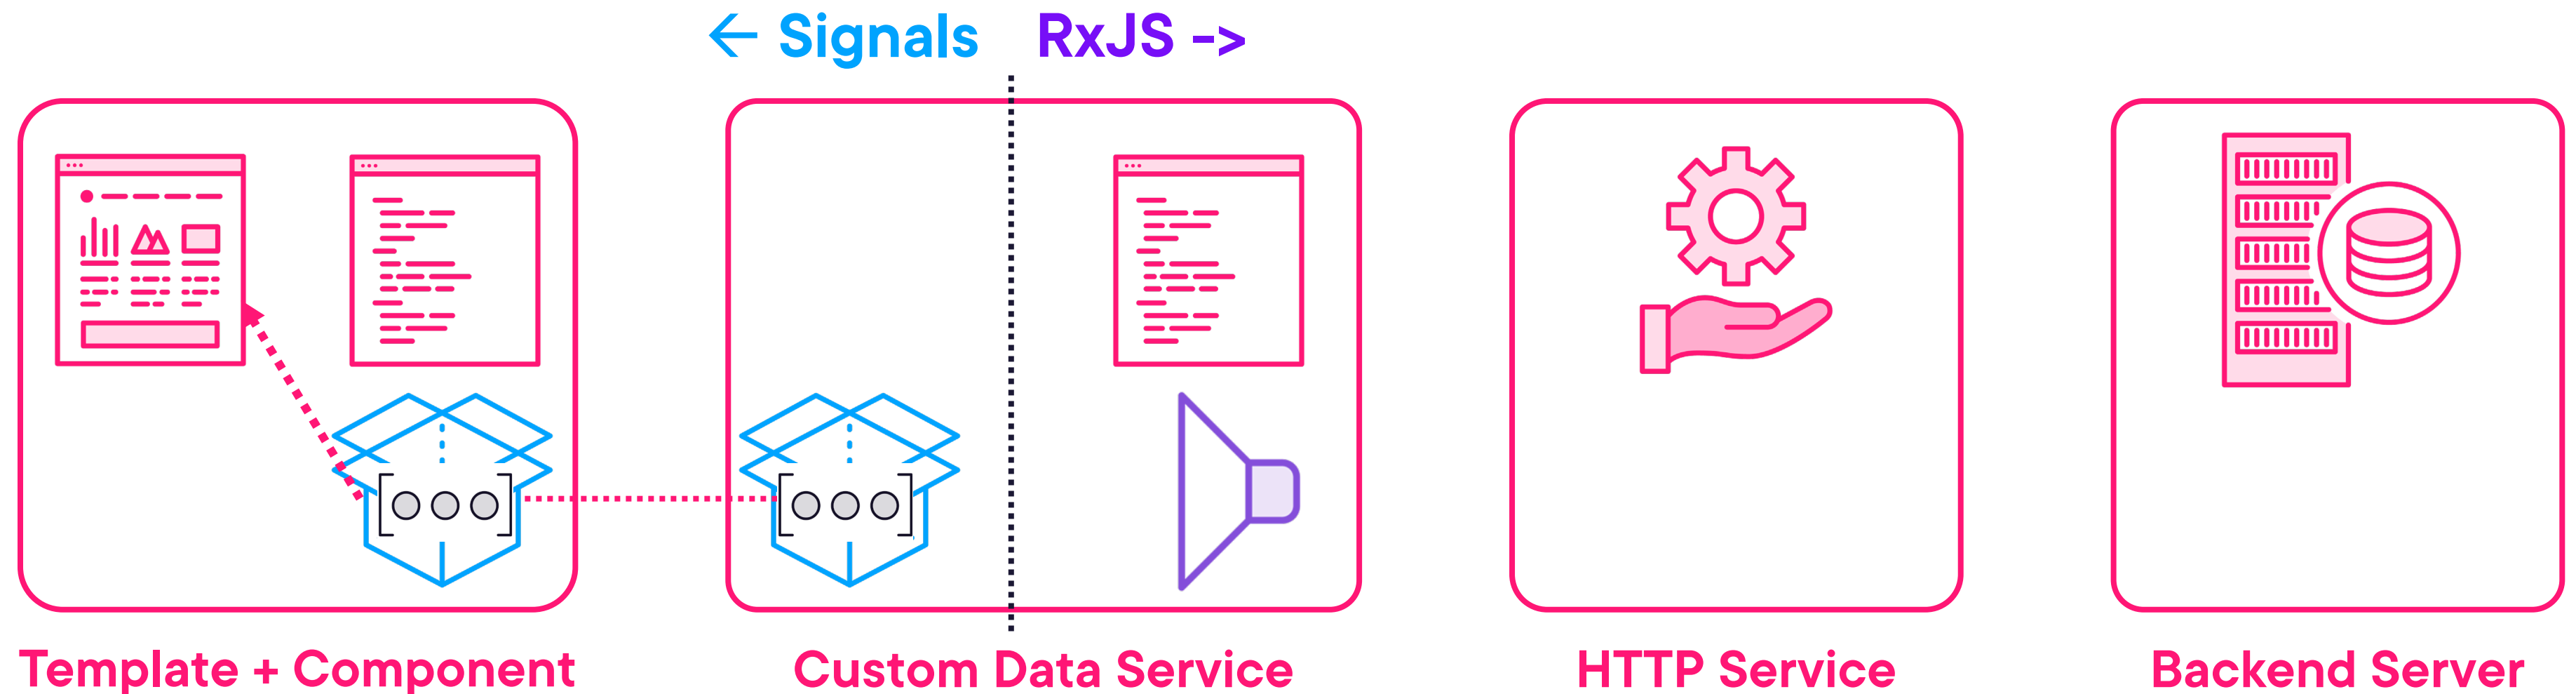 ← Signals
RxJS ->
Template + Component
Custom Data Service
HTTP Service
Backend Server